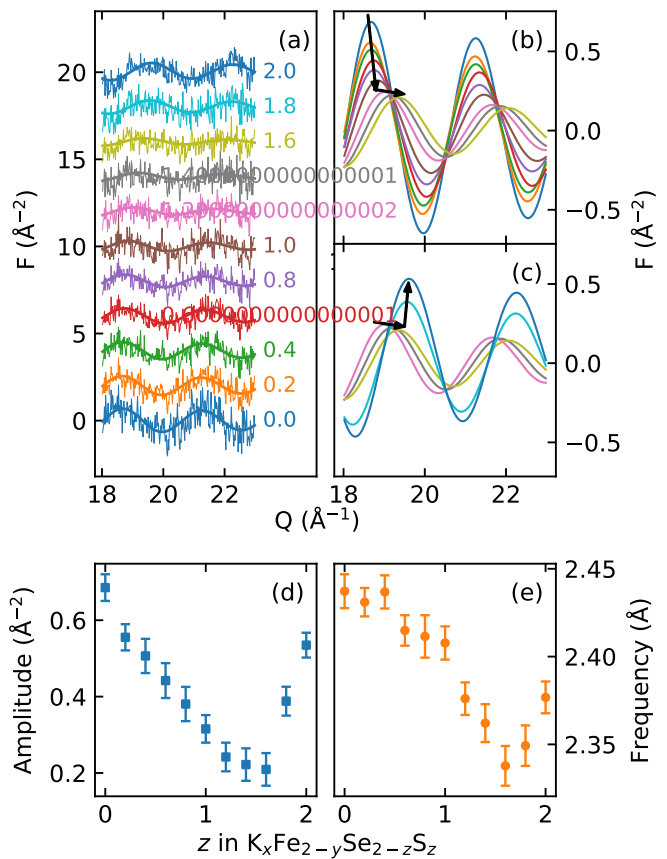 (a)
(b)
(c)
20
15
10
5
0
F (Å⁻²)
2.0
1.8
1.6
1.4000000000000001
1.2000000000000002
1.0
0.8
0.6000000000000001
0.4
0.2
0.0
0.5
0.0
−0.5
F (Å⁻²)
0.5
0.0
−0.5
F (Å⁻²)
18 20 22
18 20 22
Q (Å⁻¹)
(d)
0.6
0.4
0.2
Amplitude (Å⁻²)
0 1 2
(e)
2.45
2.40
2.35
Frequency (Å)
0 1 2
z in KₓFe₂₋ᵧSe₂₋zSz